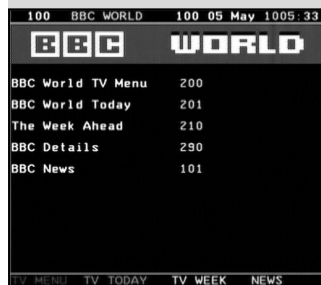 100 BBC WORLD 100 05 May 1005:33
BBC WORLD
BBC World TV Menu 200
BBC World Today 201
The Week Ahead 210
BBC Details 290
BBC News 101
TV MENU TV TODAY TV WEEK NEWS